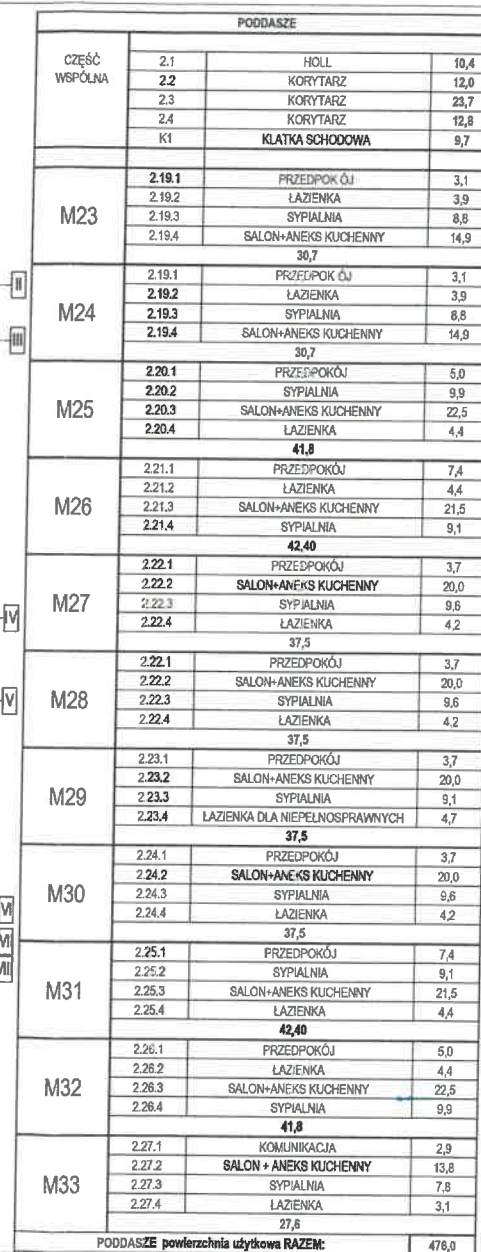 PODDASZE
CZĘŚĆ WSPÓLNA
2.1 HOLL 10,4
2.2 KORYTARZ 12,0
2.3 KORYTARZ 23,7
2.4 KORYTARZ 12,8
K1 KLATKA SCHODOWA 9,7
M23
2.19.1 PRZEDPOKÓJ 3,1
2.19.2 ŁAZIENKA 3,9
2.19.3 SYPIALNIA 8,8
2.19.4 SALON+ANEKS KUCHENNY 14,9
30,7
II
M24
2.19.1 PRZEDPOKÓJ 3,1
2.19.2 ŁAZIENKA 3,9
2.19.3 SYPIALNIA 8,8
2.19.4 SALON+ANEKS KUCHENNY 14,9
30,7
III
M25
2.20.1 PRZEDPOKÓJ 5,0
2.20.2 SYPIALNIA 9,9
2.20.3 SALON+ANEKS KUCHENNY 22,5
2.20.4 ŁAZIENKA 4,4
41,8
M26
2.21.1 PRZEDPOKÓJ 7,4
2.21.2 ŁAZIENKA 4,4
2.21.3 SALON+ANEKS KUCHENNY 21,5
2.21.4 SYPIALNIA 9,1
42,40
M27
2.22.1 PRZEDPOKÓJ 3,7
2.22.2 SALON+ANEKS KUCHENNY 20,0
2.22.3 SYPIALNIA 9,6
2.22.4 ŁAZIENKA 4,2
37,5
IV
M28
2.22.1 PRZEDPOKÓJ 3,7
2.22.2 SALON+ANEKS KUCHENNY 20,0
2.22.3 SYPIALNIA 9,6
2.22.4 ŁAZIENKA 4,2
37,5
V
M29
2.23.1 PRZEDPOKÓJ 3,7
2.23.2 SALON+ANEKS KUCHENNY 20,0
2.23.3 SYPIALNIA 9,1
2.23.4 ŁAZIENKA DLA NIEPEŁNOSPRAWNYCH 4,7
37,5
M30
2.24.1 PRZEDPOKÓJ 3,7
2.24.2 SALON+ANEKS KUCHENNY 20,0
2.24.3 SYPIALNIA 9,6
2.24.4 ŁAZIENKA 4,2
37,5
M31
2.25.1 PRZEDPOKÓJ 7,4
2.25.2 SYPIALNIA 9,1
2.25.3 SALON+ANEKS KUCHENNY 21,5
2.25.4 ŁAZIENKA 4,4
42,40
M32
2.26.1 PRZEDPOKÓJ 5,0
2.26.2 ŁAZIENKA 4,4
2.26.3 SALON+ANEKS KUCHENNY 22,5
2.26.4 SYPIALNIA 9,9
41,8
M33
2.27.1 KOMUNIKACJA 2,9
2.27.2 SALON + ANEKS KUCHENNY 13,8
2.27.3 SYPIALNIA 7,8
2.27.4 ŁAZIENKA 3,1
27,6
PODDASZE powierzchnia użytkowa RAZEM: 476,0